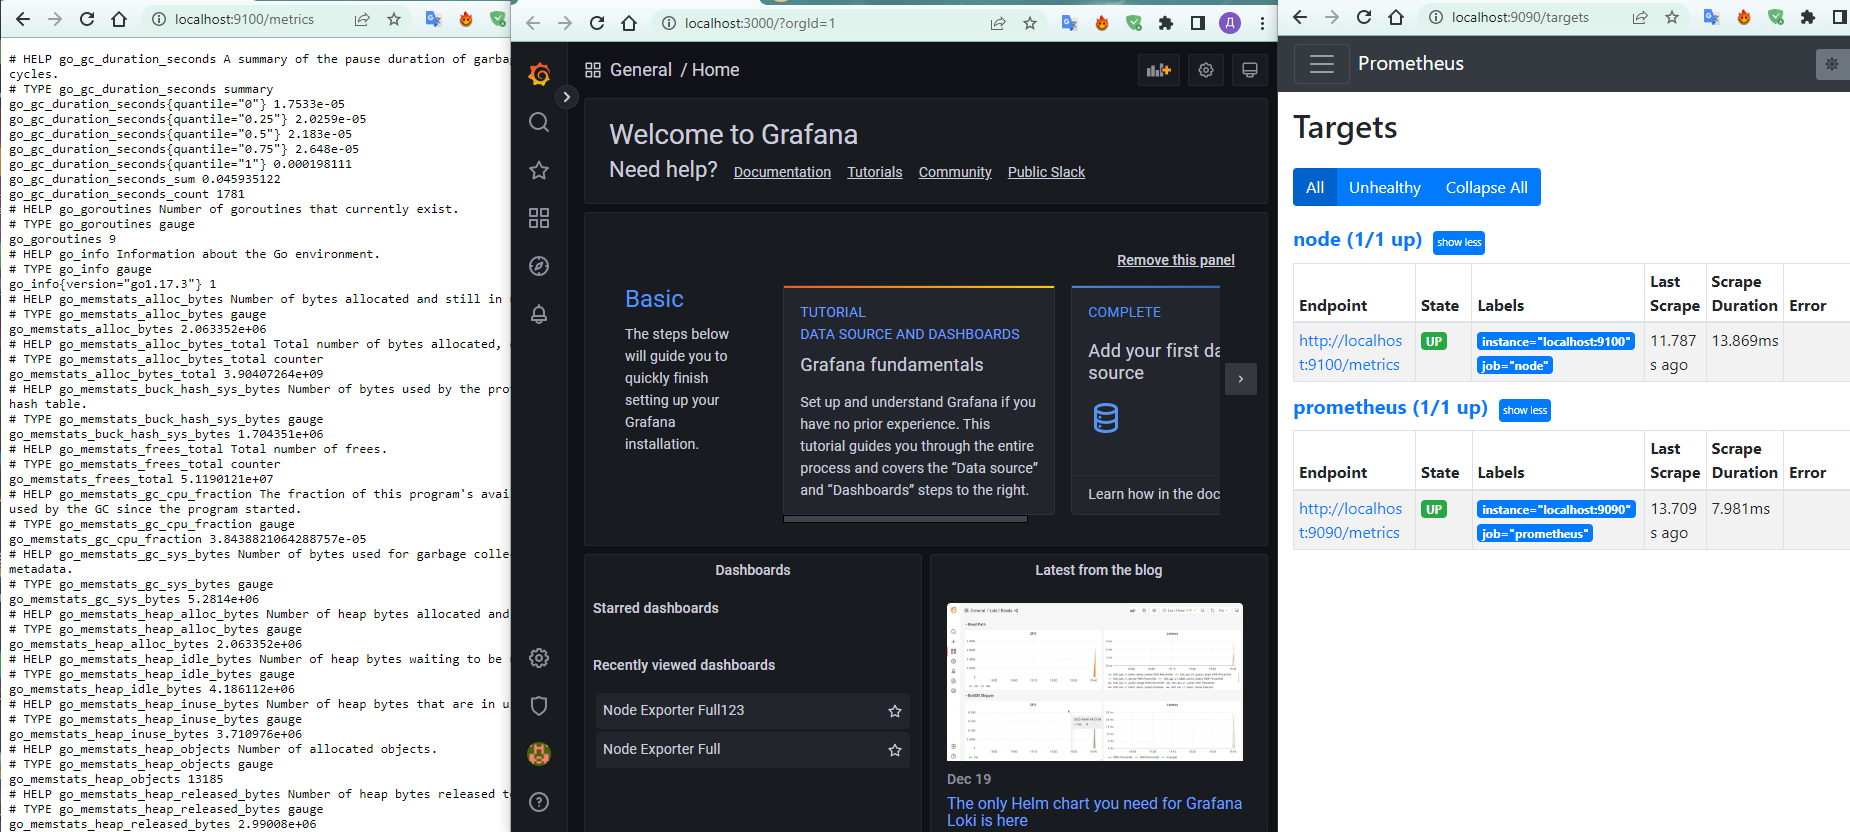 localhost:9100/metrics
# HELP go_gc_duration_seconds A summary of the pause duration of garba
cycles.
# TYPE go_gc_duration_seconds summary
go_gc_duration_seconds{quantile="0"} 1.7533e-05
go_gc_duration_seconds{quantile="0.25"} 2.0259e-05
go_gc_duration_seconds{quantile="0.5"} 2.183e-05
go_gc_duration_seconds{quantile="0.75"} 2.648e-05
go_gc_duration_seconds{quantile="1"} 0.000198111
go_gc_duration_seconds_sum 0.045935122
go_gc_duration_seconds_count 1781
# HELP go_goroutines Number of goroutines that currently exist.
# TYPE go_goroutines gauge
go_goroutines 9
# HELP go_info Information about the Go environment.
# TYPE go_info gauge
go_info{version="go1.17.3"} 1
# HELP go_memstats_alloc_bytes Number of bytes allocated and still in
# TYPE go_memstats_alloc_bytes gauge
go_memstats_alloc_bytes 2.063352e+06
# HELP go_memstats_alloc_bytes_total Total number of bytes allocated,
# TYPE go_memstats_alloc_bytes_total counter
go_memstats_alloc_bytes_total 3.90407264e+09
# HELP go_memstats_buck_hash_sys_bytes Number of bytes used by the pro
hash table.
# TYPE go_memstats_buck_hash_sys_bytes gauge
go_memstats_buck_hash_sys_bytes 1.704351e+06
# HELP go_memstats_frees_total Total number of frees.
# TYPE go_memstats_frees_total counter
go_memstats_frees_total 5.1190121e+07
# HELP go_memstats_gc_cpu_fraction The fraction of this program's avai
used by the GC since the program started.
# TYPE go_memstats_gc_cpu_fraction gauge
go_memstats_gc_cpu_fraction 3.8438821064288757e-05
# HELP go_memstats_gc_sys_bytes Number of bytes used for garbage colle
metadata.
# TYPE go_memstats_gc_sys_bytes gauge
go_memstats_gc_sys_bytes 5.2814e+06
# HELP go_memstats_heap_alloc_bytes Number of heap bytes allocated and
# TYPE go_memstats_heap_alloc_bytes gauge
go_memstats_heap_alloc_bytes 2.063352e+06
# HELP go_memstats_heap_idle_bytes Number of heap bytes waiting to be
# TYPE go_memstats_heap_idle_bytes gauge
go_memstats_heap_idle_bytes 4.186112e+06
# HELP go_memstats_heap_inuse_bytes Number of heap bytes that are in u
# TYPE go_memstats_heap_inuse_bytes gauge
go_memstats_heap_inuse_bytes 3.710976e+06
# HELP go_memstats_heap_objects Number of allocated objects.
# TYPE go_memstats_heap_objects gauge
go_memstats_heap_objects 13185
# HELP go_memstats_heap_released_bytes Number of heap bytes released t
# TYPE go_memstats_heap_released_bytes gauge
go_memstats_heap_released_bytes 2.99008e+06
localhost:3000/?orgId=1
Д
General / Home
Welcome to Grafana
Need help? Documentation Tutorials Community Public Slack
Remove this panel
Basic
The steps below
will guide you to
quickly finish
setting up your
Grafana
installation.
TUTORIAL
DATA SOURCE AND DASHBOARDS
Grafana fundamentals
Set up and understand Grafana if you
have no prior experience. This
tutorial guides you through the entire
process and covers the “Data source”
and “Dashboards” steps to the right.
COMPLETE
Add your first da
source
Learn how in the doc
Dashboards
Starred dashboards
Recently viewed dashboards
Node Exporter Full123
Node Exporter Full
Latest from the blog
Dec 19
The only Helm chart you need for Grafana
Loki is here
localhost:9090/targets
Prometheus
Targets
All Unhealthy Collapse All
node (1/1 up) show less
Endpoint State Labels Last Scrape Scrape Duration Error
http://localhos
t:9100/metrics
UP
instance="localhost:9100"
job="node"
11.787
s ago
13.869ms
prometheus (1/1 up) show less
Endpoint State Labels Last Scrape Scrape Duration Error
http://localhos
t:9090/metrics
UP
instance="localhost:9090"
job="prometheus"
13.709
s ago
7.981ms